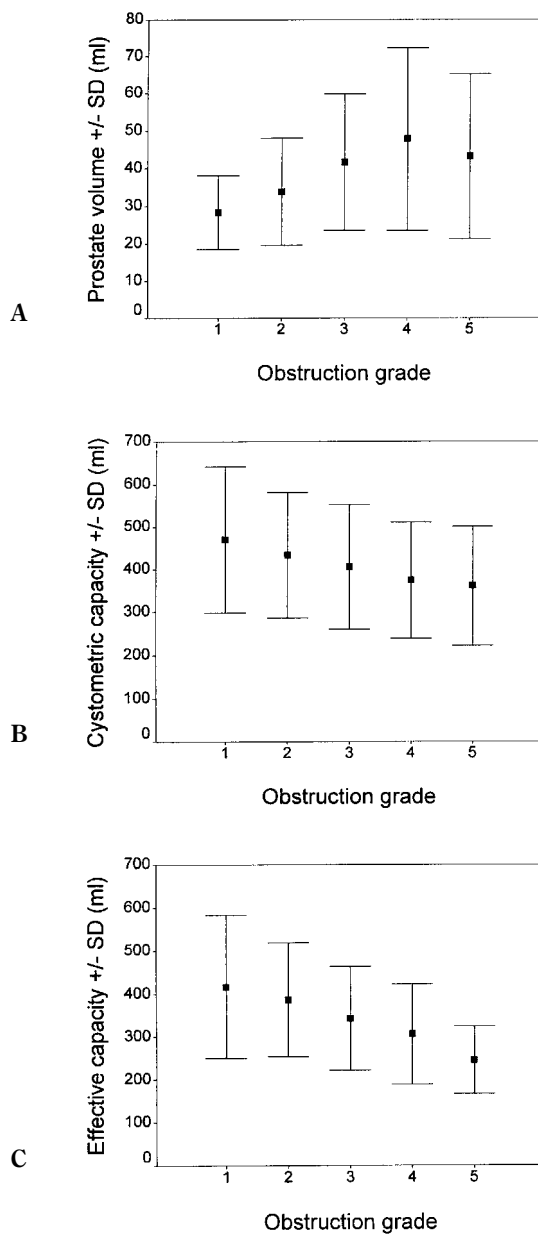 A
Prostate volume +/- SD (ml)
80
70
60
50
40
30
20
10
0
1 2 3 4 5
Obstruction grade
B
Cystometric capacity +/- SD (ml)
700
600
500
400
300
200
100
0
1 2 3 4 5
Obstruction grade
C
Effective capacity +/- SD (ml)
700
600
500
400
300
200
100
0
1 2 3 4 5
Obstruction grade